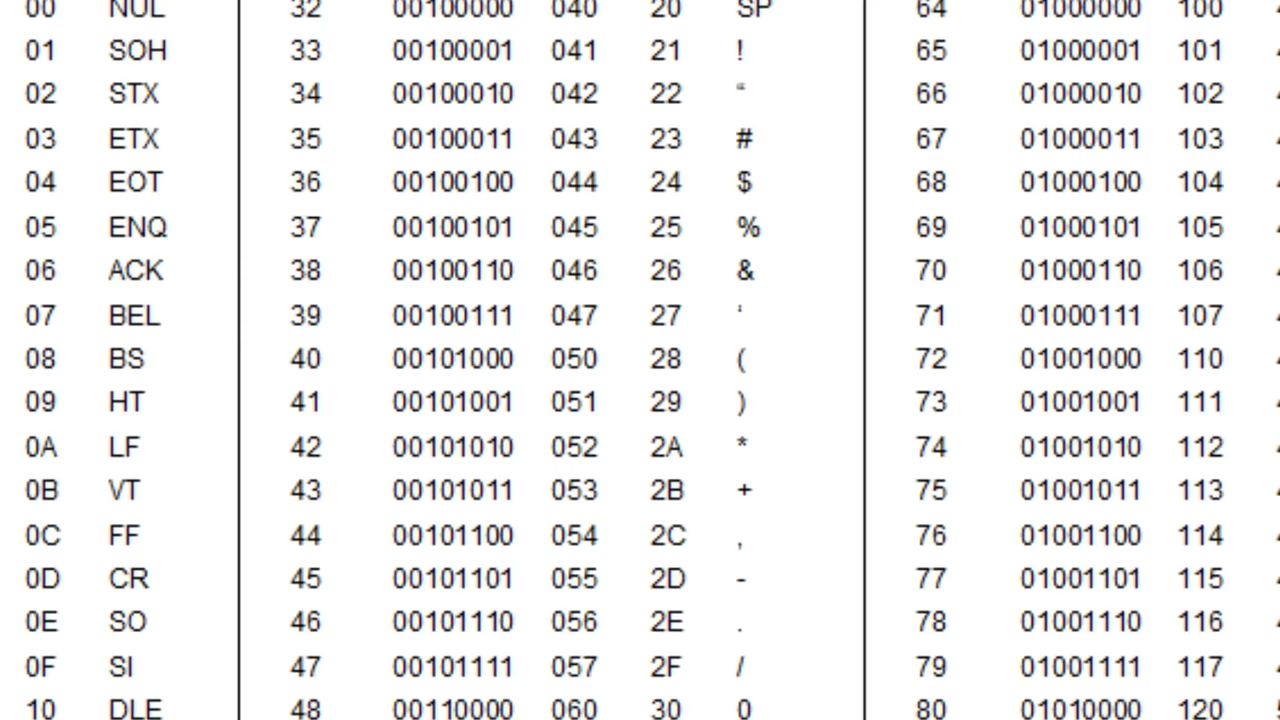 00 NUL 32 00100000 040 20 SP 64 01000000 100
01 SOH 33 00100001 041 21 ! 65 01000001 101
02 STX 34 00100010 042 22 “ 66 01000010 102
03 ETX 35 00100011 043 23 # 67 01000011 103
04 EOT 36 00100100 044 24 $ 68 01000100 104
05 ENQ 37 00100101 045 25 % 69 01000101 105
06 ACK 38 00100110 046 26 & 70 01000110 106
07 BEL 39 00100111 047 27 ‘ 71 01000111 107
08 BS 40 00101000 050 28 ( 72 01001000 110
09 HT 41 00101001 051 29 ) 73 01001001 111
0A LF 42 00101010 052 2A * 74 01001010 112
0B VT 43 00101011 053 2B + 75 01001011 113
0C FF 44 00101100 054 2C , 76 01001100 114
0D CR 45 00101101 055 2D - 77 01001101 115
0E SO 46 00101110 056 2E . 78 01001110 116
0F SI 47 00101111 057 2F / 79 01001111 117
10 DLE 48 00110000 060 30 0 80 01010000 120